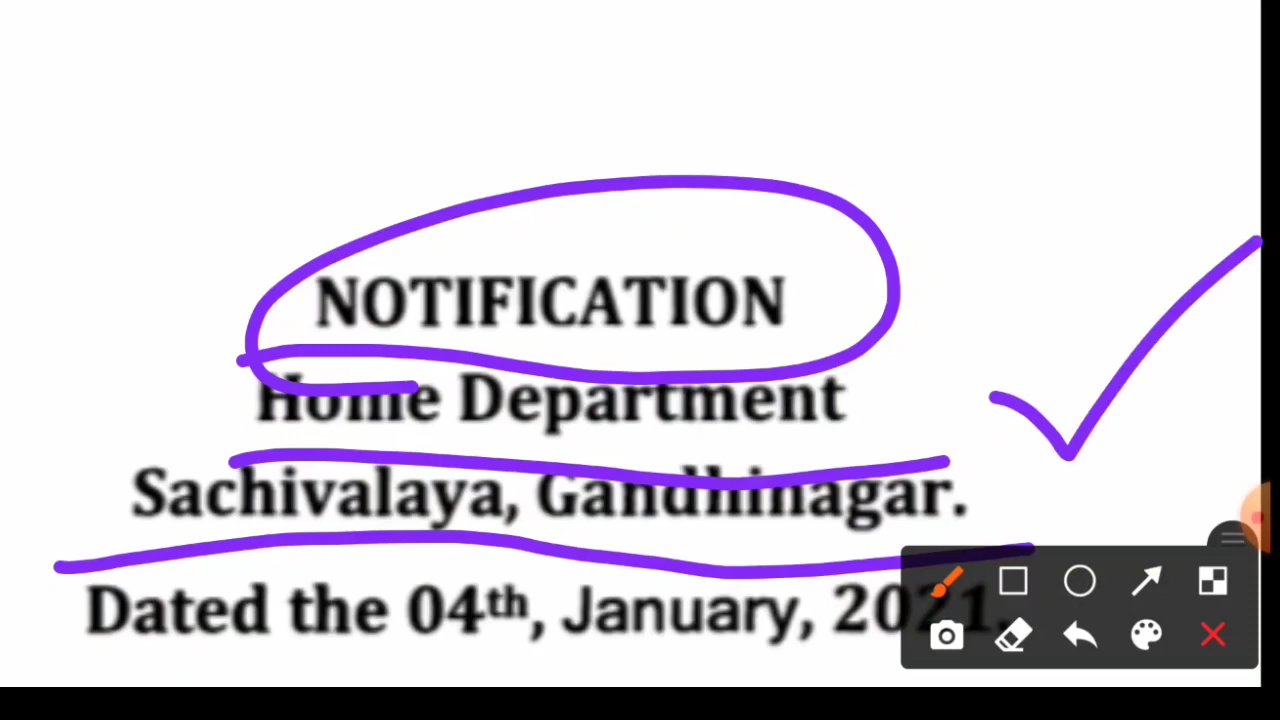 NOTIFICATION
Home Department
Sachivalaya, Gandhinagar.
Dated the 04th, January, 2021.